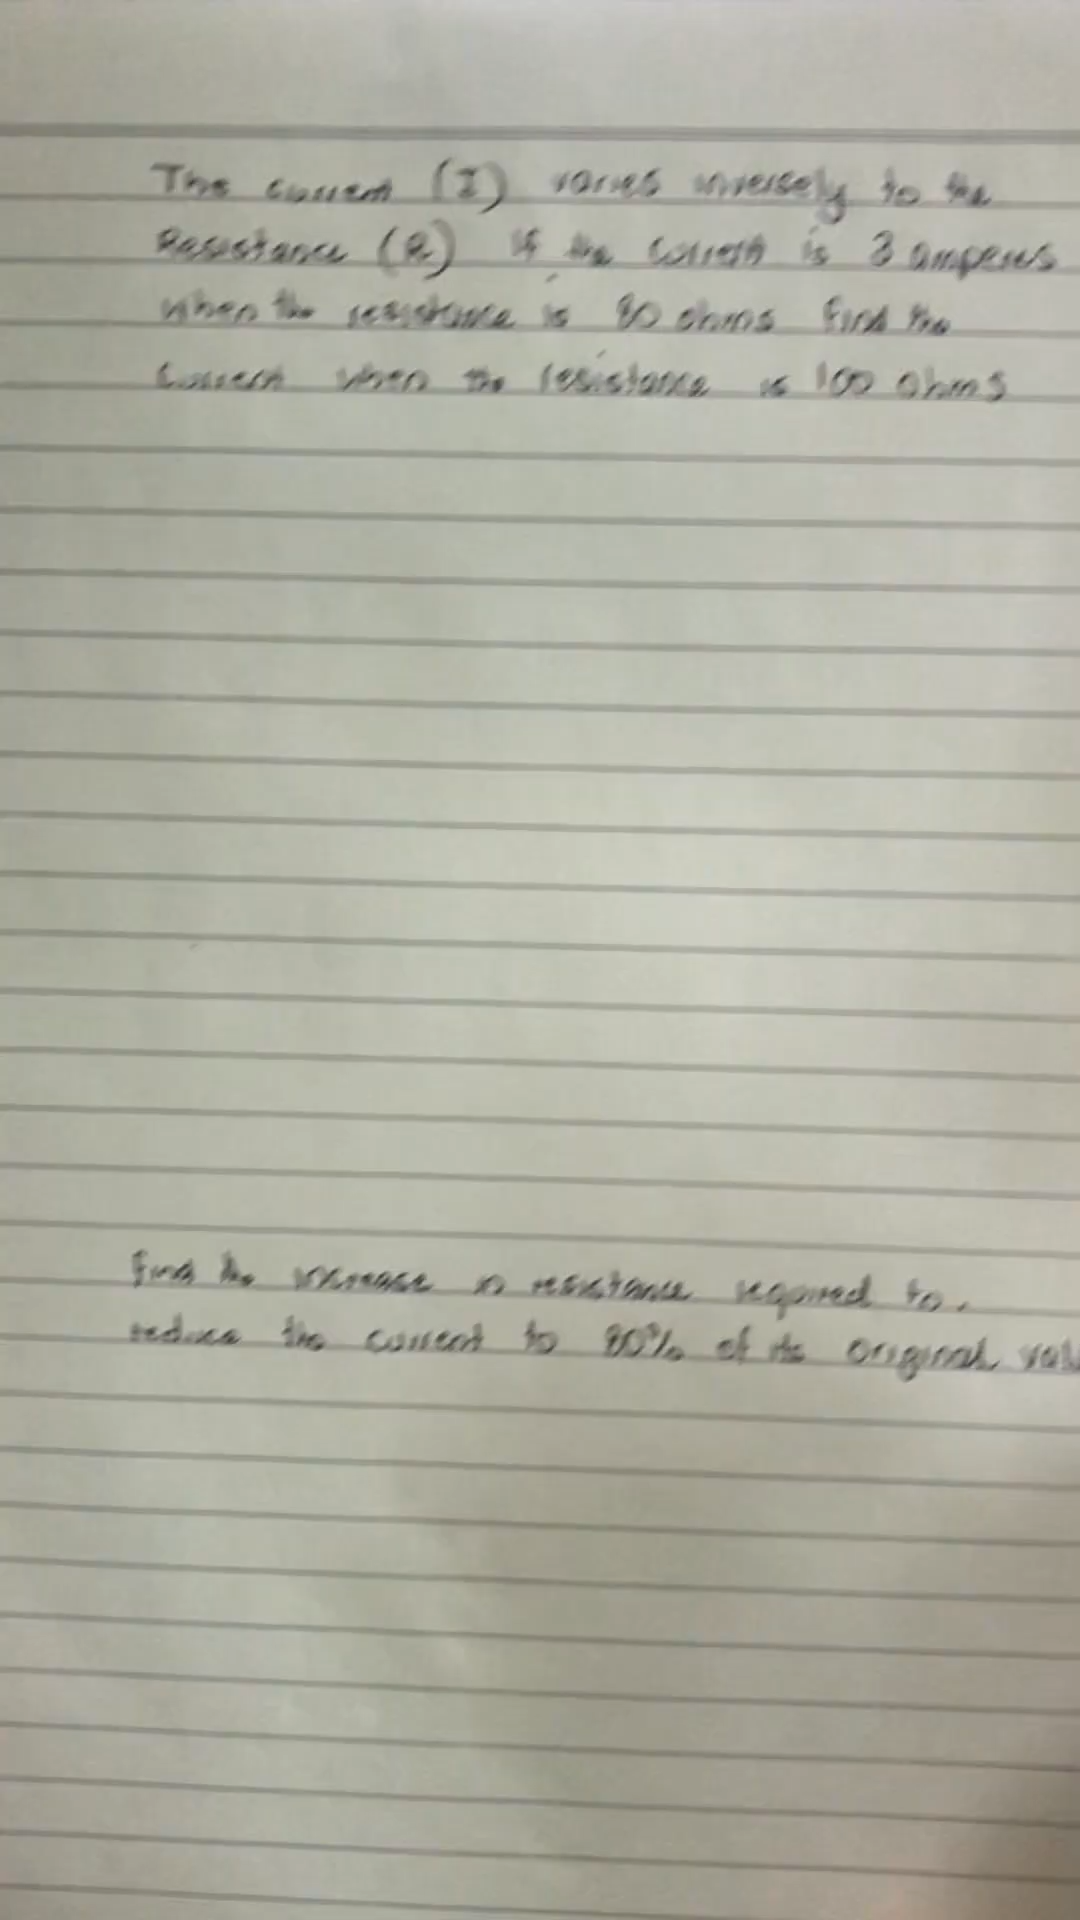 The current (I) varies inversely to the
Resistance (R) If the current is 3 amperes
when the resistance is 80 ohms find the
current when the resistance is 100 ohms
find the increase in resistance required to.
reduce the current to 80% of its original val